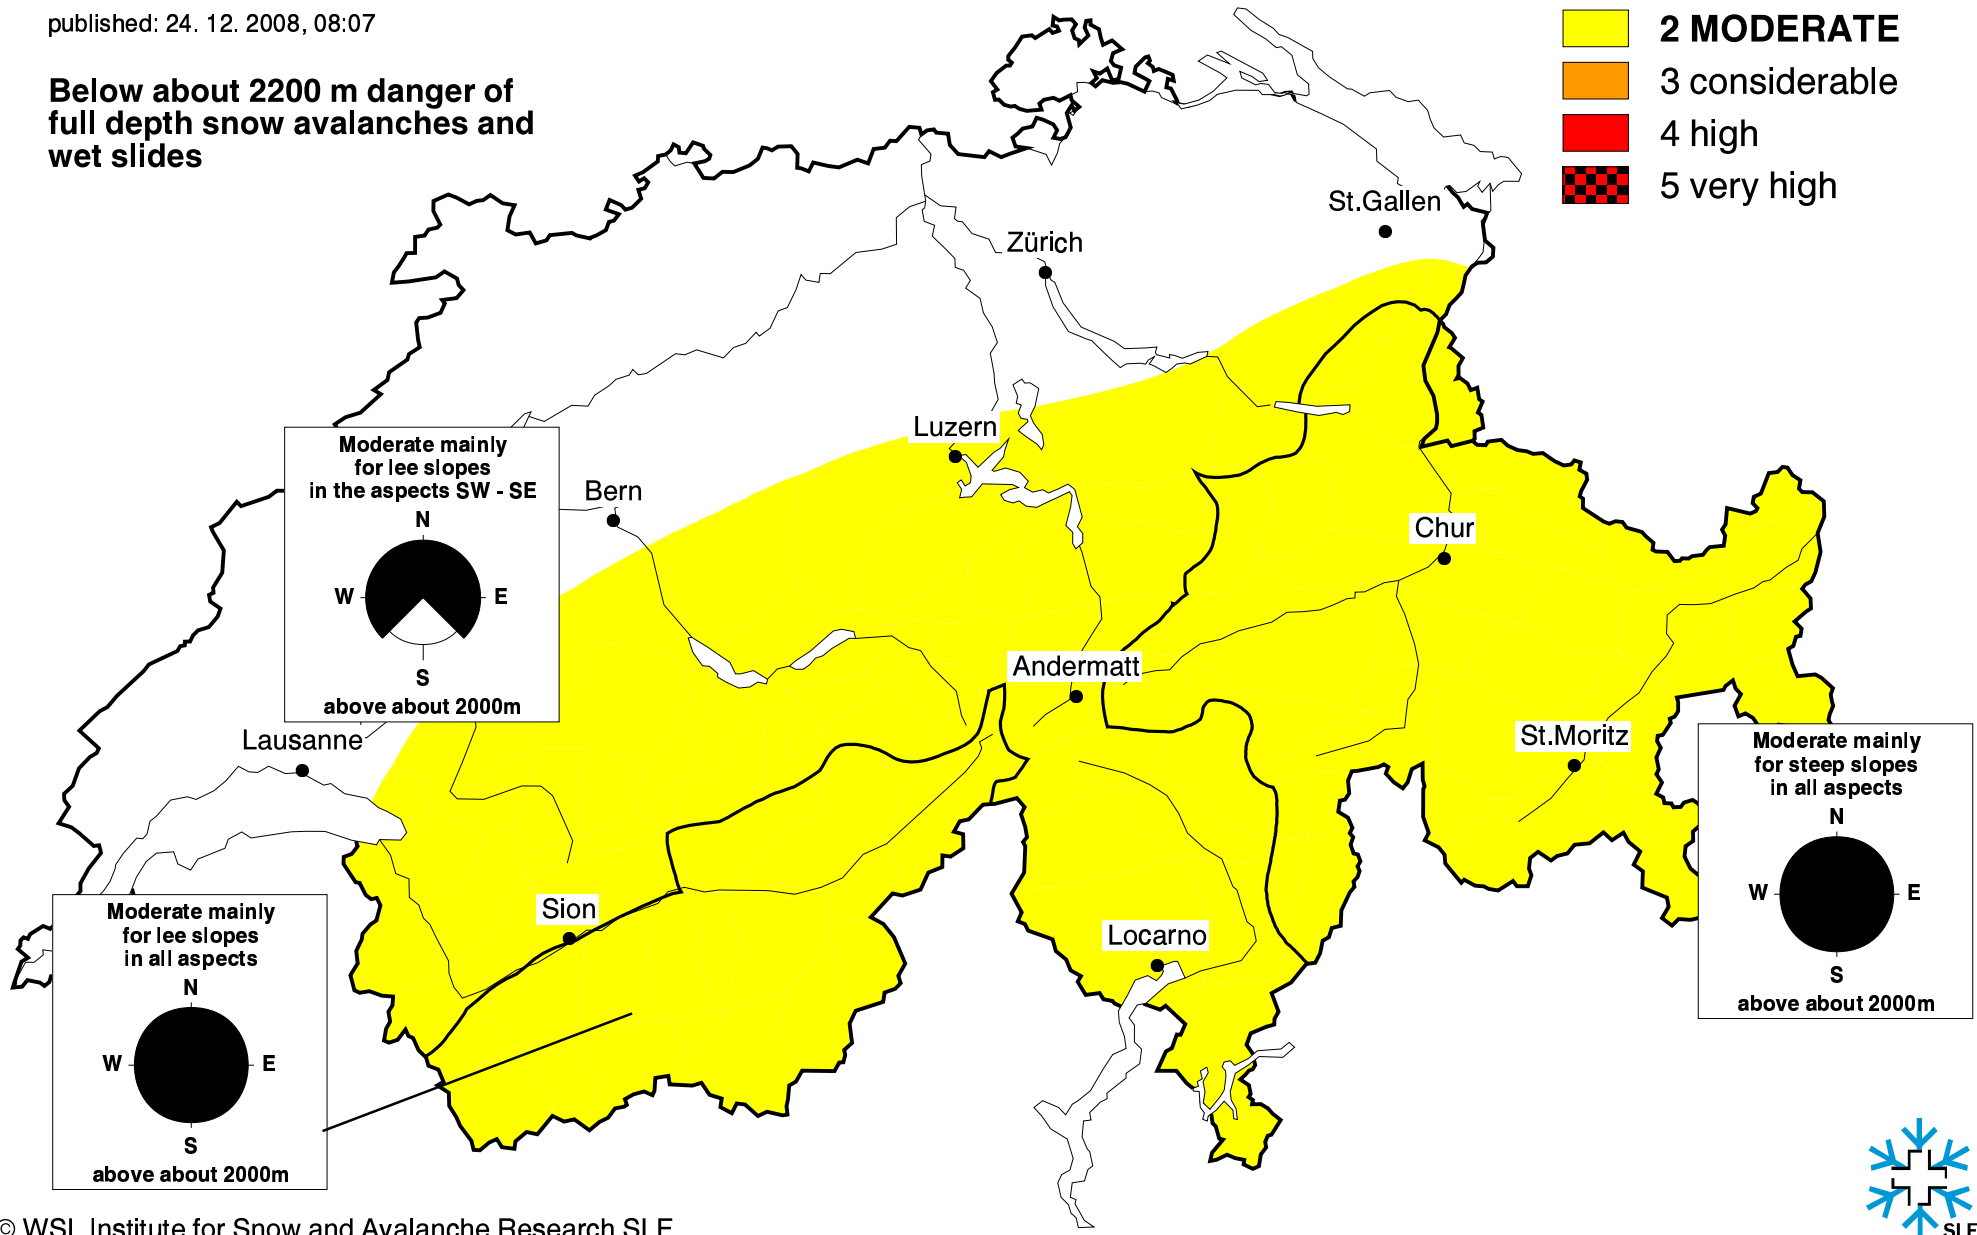 published: 24. 12. 2008, 08:07
Below about 2200 m danger of
full depth snow avalanches and
wet slides
2 MODERATE
3 considerable
4 high
5 very high
St.Gallen
Zürich
Luzern
Bern
Chur
Andermatt
Lausanne
St.Moritz
Sion
Locarno
Moderate mainly
for lee slopes
in the aspects SW - SE
N
W E
S
above about 2000m
Moderate mainly
for steep slopes
in all aspects
N
W E
S
above about 2000m
Moderate mainly
for lee slopes
in all aspects
N
W E
S
above about 2000m
© WSL Institute for Snow and Avalanche Research SLF
SLF